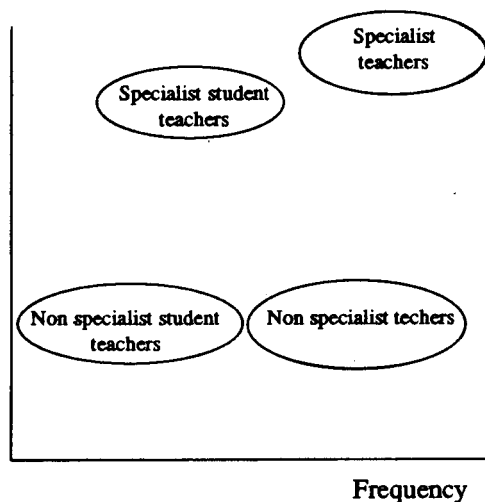 Specialist
teachers
Specialist student
teachers
Non specialist student
teachers
Non specialist techers
Frequency